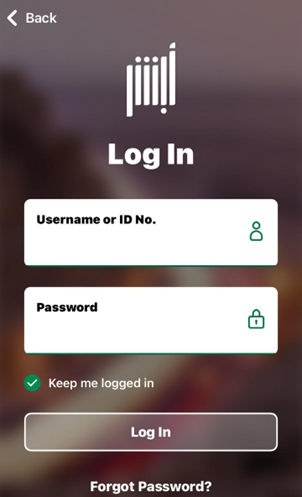 Back
أبشر
Log In
Username or ID No.
Password
Keep me logged in
Log In
Forgot Password?